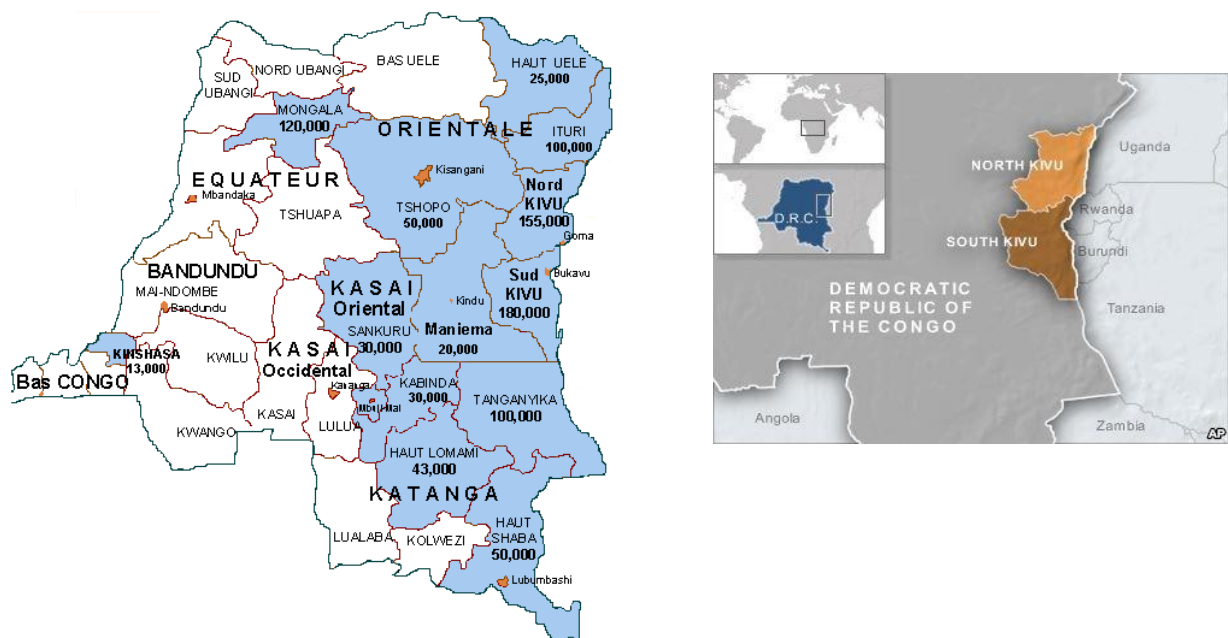 BAS UELE
HAUT UELE
25,000
NORD UBANGI
SUD
UBANGI
MONGALA
120,000
ORIENTALE
ITURI
100,000
Kisangani
EQUATEUR
Mbandaka
Nord
KIVU
155,000
TSHOPO
50,000
TSHUAPA
Goma
BANDUNDU
MAI-NDOMBE
Bandundu
KASAI
Oriental
SANKURU
30,000
Kindu
Maniema
20,000
Sud
KIVU
180,000
Bukavu
KINSHASA
13,000
Bas CONGO
KWILU
KASAI
Occidental
Kananga
KABINDA
30,000
TANGANYIKA
100,000
KASAI
LULUA
KWANGO
HAUT LOMAMI
43,000
KATANGA
LUALABA
KOLWEZI
HAUT
SHABA
50,000
Lubumbashi
D.R.C.
NORTH KIVU
SOUTH KIVU
Uganda
Rwanda
Burundi
Tanzania
DEMOCRATIC
REPUBLIC OF
THE CONGO
Angola
Zambia
AP